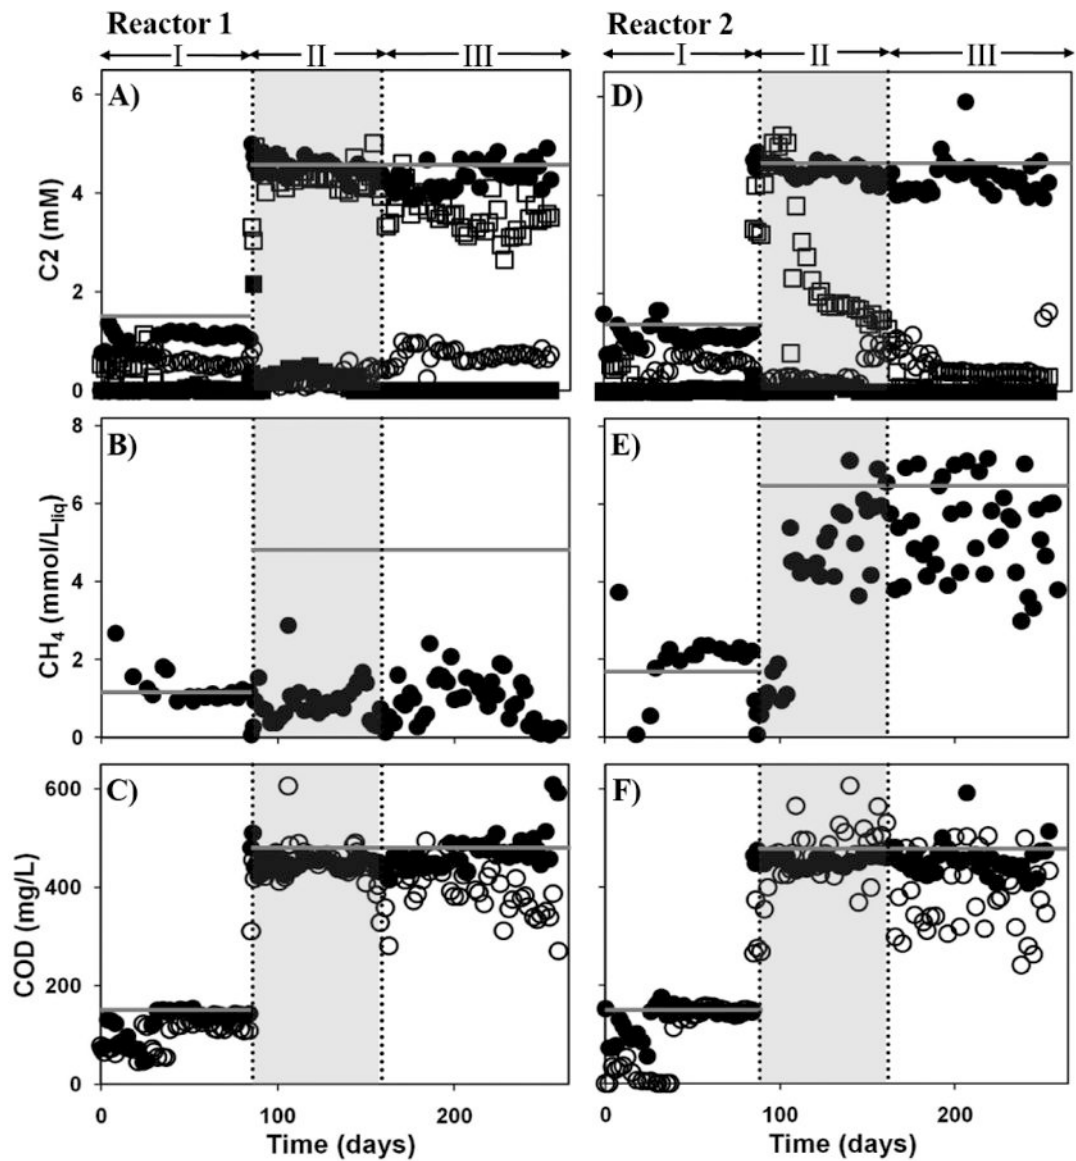 Reactor 1
Reactor 2
I II III
I II III
A)
D)
6
4
2
0
C2 (mM)
B)
E)
8
6
4
2
0
CH₄ (mmol/L_liq)
C)
F)
600
400
200
0
COD (mg/L)
0 100 200
0 100 200
Time (days)
Time (days)